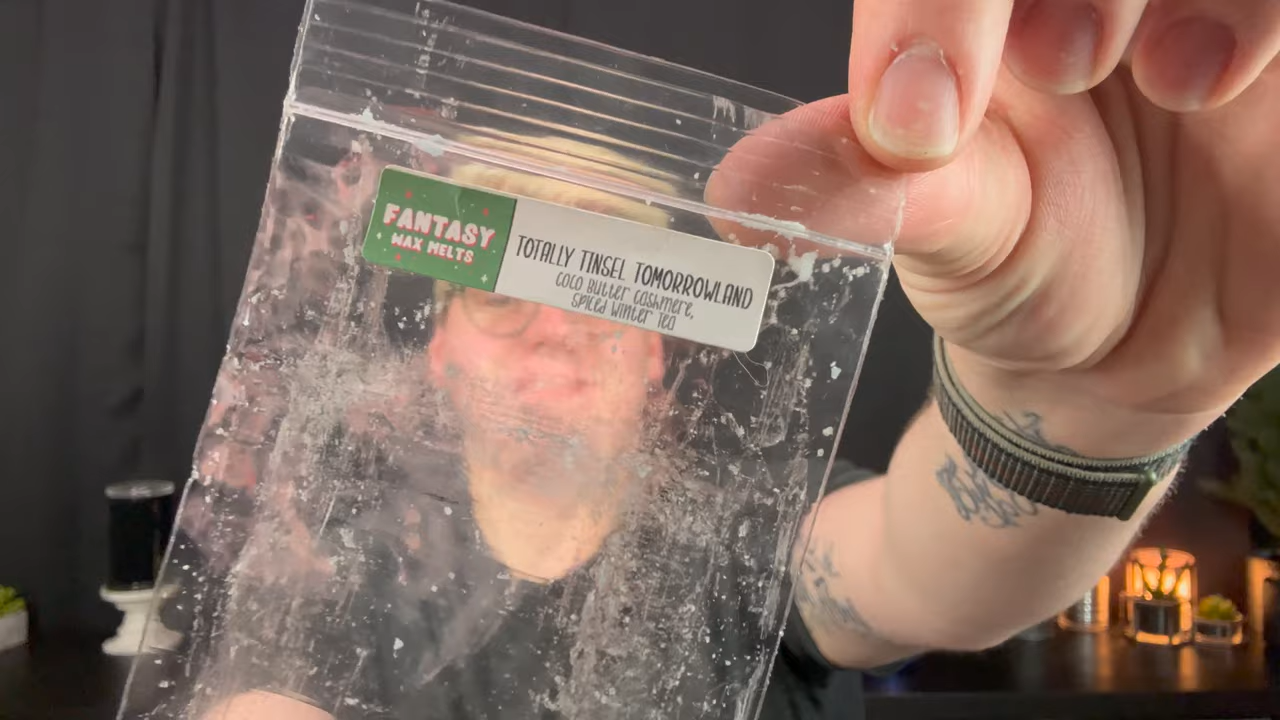 FANTASY
WAX MELTS
TOTALLY TINSEL TOMORROWLAND
COCO BUTTER CASHMERE,
SPICED WINTER TEA